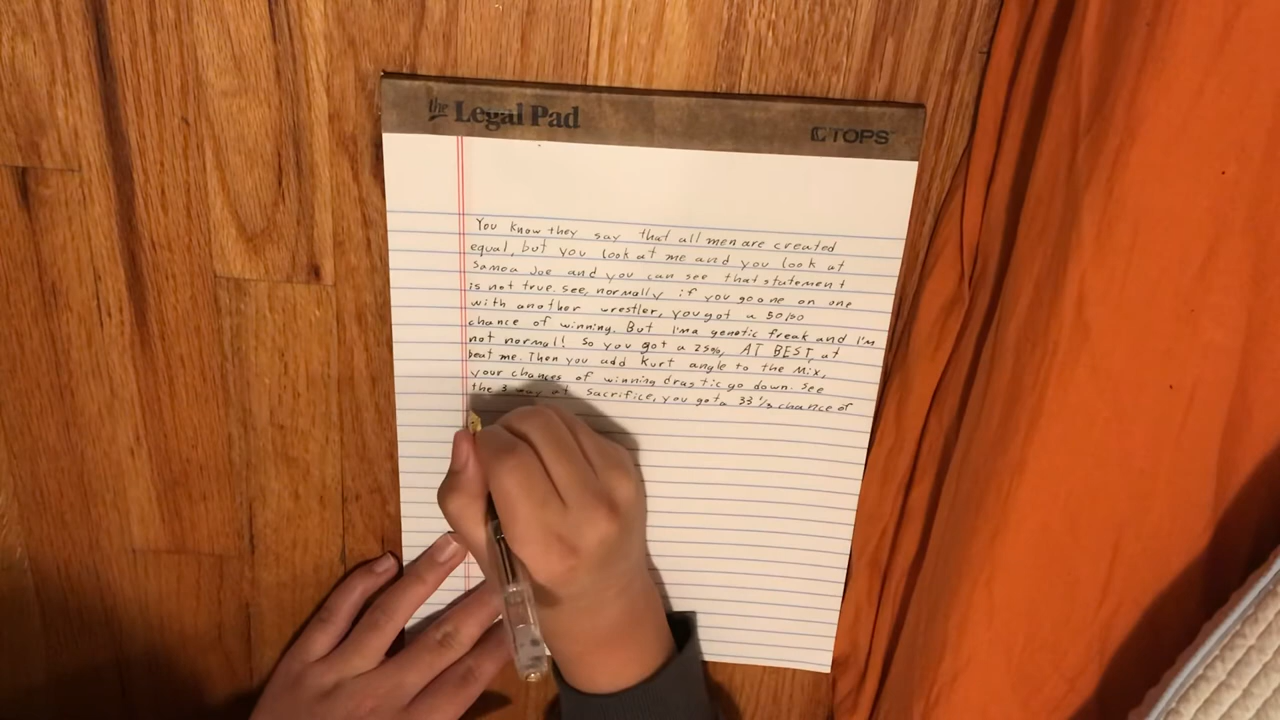 the Legal Pad
TOPS
You know they say that all men are created
equal, but you look at me and you look at
Samoa Joe and you can see that statement
is not true. See, normally if you go one on one
with another wrestler, you got a 50/50
chance of winning. But I'm a genetic freak and I'm
not normal! So you got a 25%, AT BEST, at
beat me. Then you add Kurt angle to the Mix,
your chances of winning drastic go down. See
the 3 way at Sacrifice, you got a 33 1/3 chance of